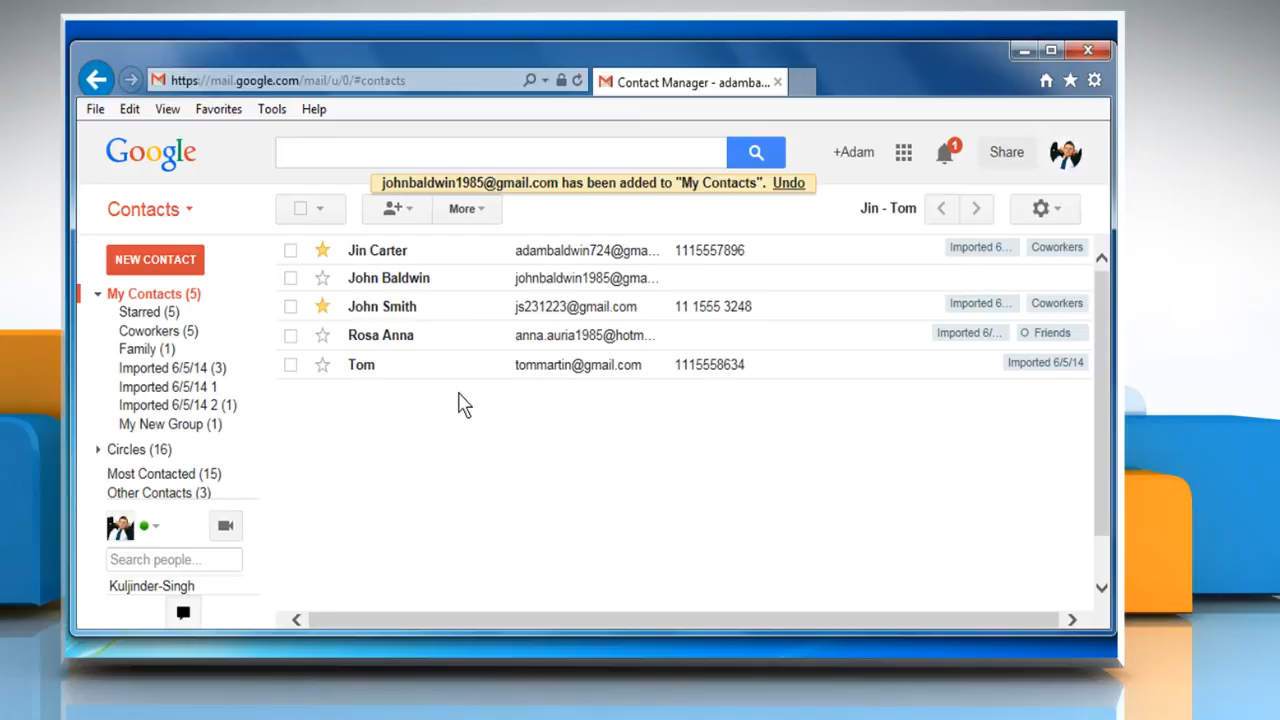 https://mail.google.com/mail/u/0/#contacts
Contact Manager - adamba...
File Edit View Favorites Tools Help
Google
+Adam
1
Share
johnbaldwin1985@gmail.com has been added to "My Contacts". Undo
Contacts
More
Jin - Tom
NEW CONTACT
My Contacts (5)
Starred (5)
Coworkers (5)
Family (1)
Imported 6/5/14 (3)
Imported 6/5/14 1
Imported 6/5/14 2 (1)
My New Group (1)
Circles (16)
Most Contacted (15)
Other Contacts (3)
Search people...
Kuljinder-Singh
Jin Carter adambaldwin724@gma... 1115557896 Imported 6... Coworkers
John Baldwin johnbaldwin1985@gma...
John Smith js231223@gmail.com 11 1555 3248 Imported 6... Coworkers
Rosa Anna anna.auria1985@hotm... Imported 6/... Friends
Tom tommartin@gmail.com 1115558634 Imported 6/5/14